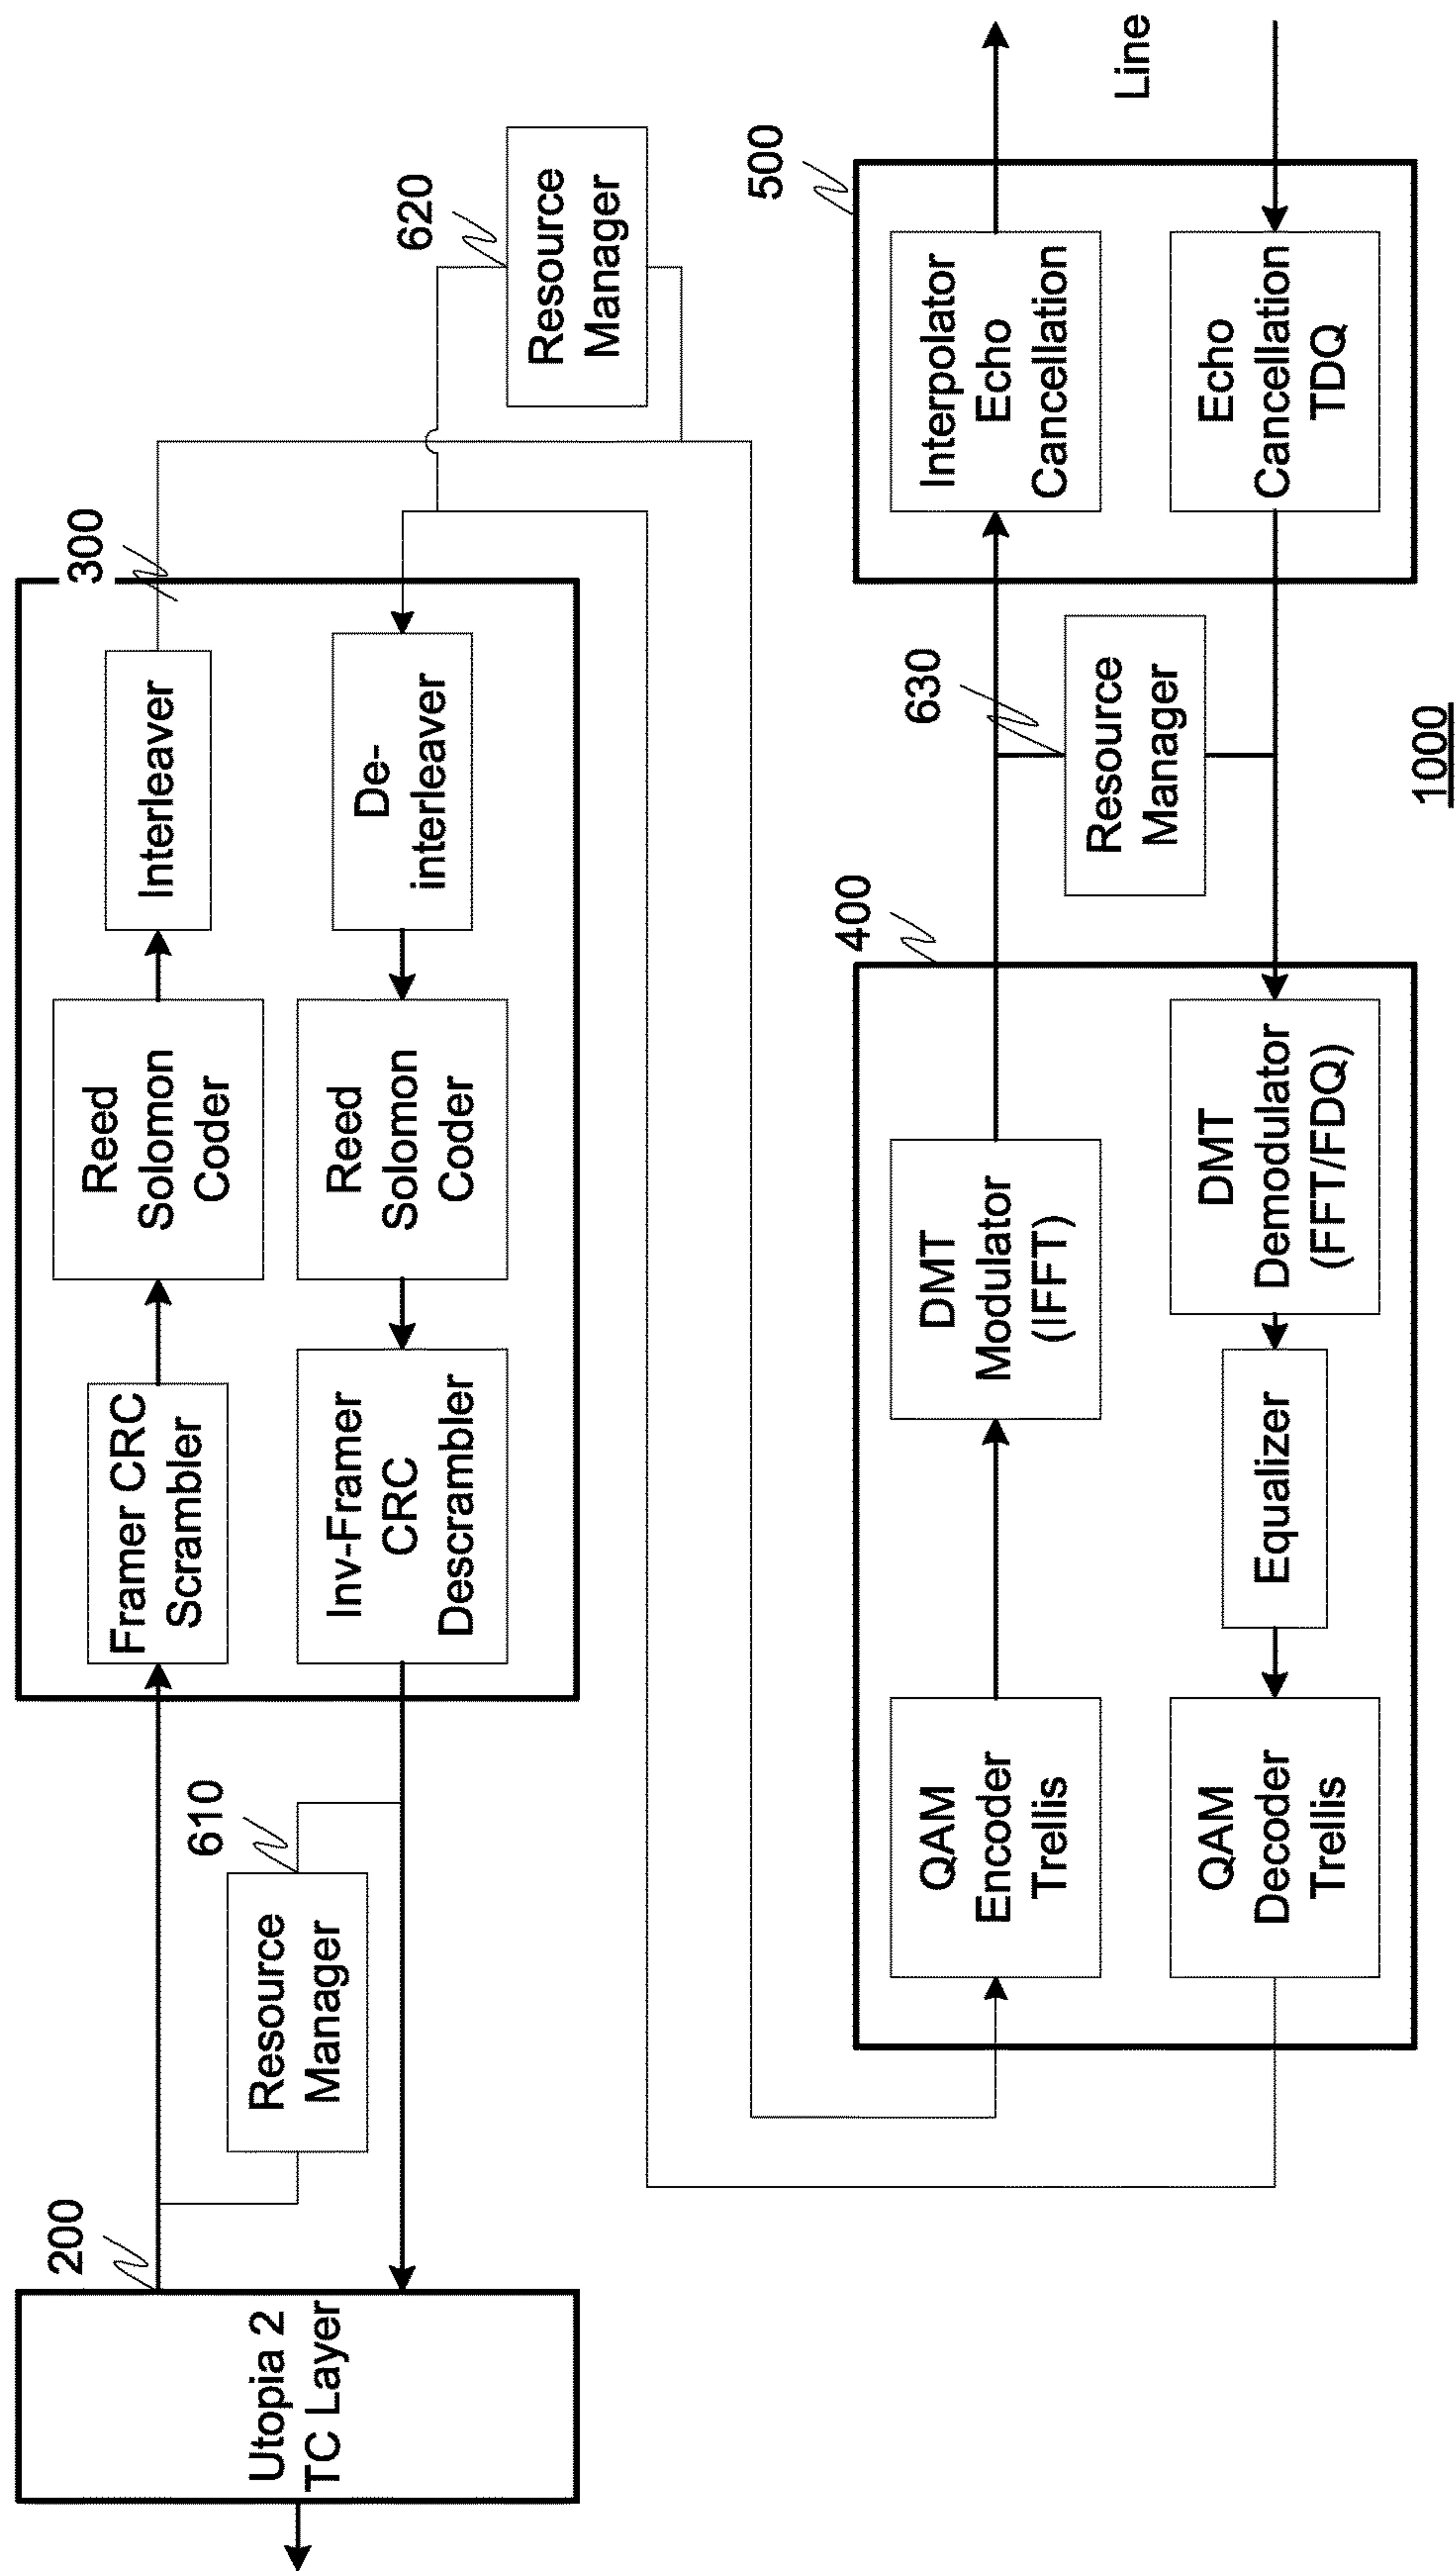 200
Utopia 2
TC Layer
610
Resource
Manager
300
Framer CRC
Scrambler
Reed
Solomon
Coder
Interleaver
Inv-Framer
CRC
Descrambler
Reed
Solomon
Coder
De-
interleaver
620
Resource
Manager
400
QAM
Encoder
Trellis
DMT
Modulator
(IFFT)
QAM
Decoder
Trellis
Equalizer
DMT
Demodulator
(FFT/FDQ)
630
Resource
Manager
500
Interpolator
Echo
Cancellation
Echo
Cancellation
TDQ
Line
1000